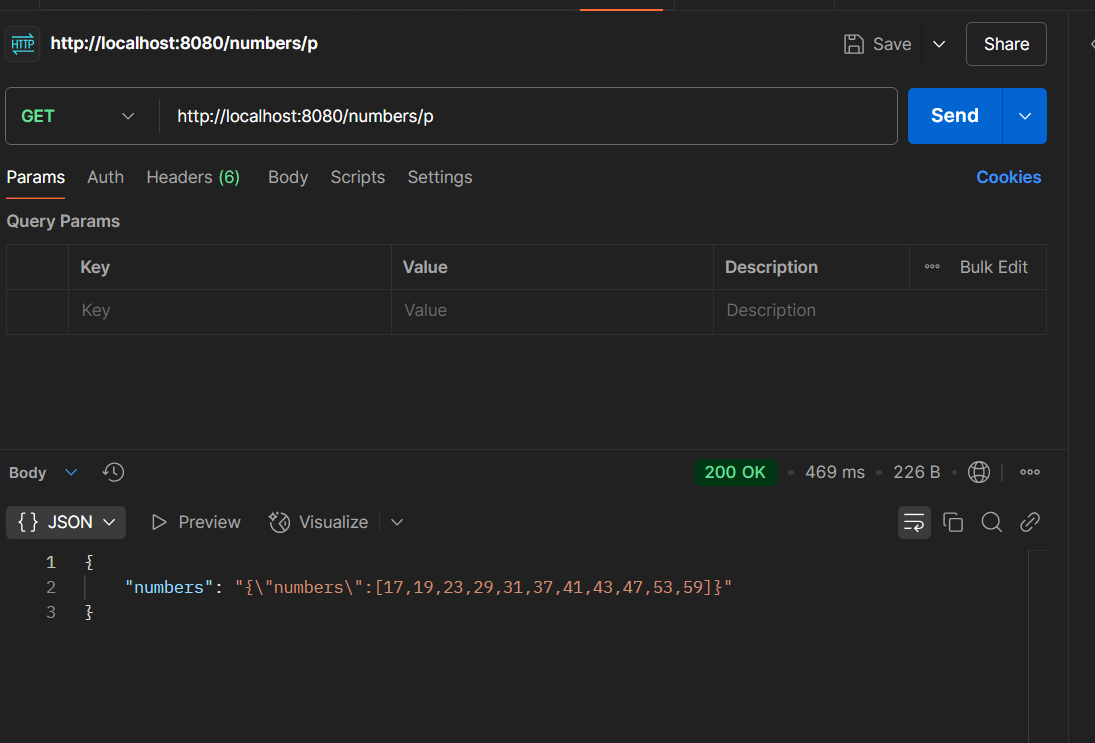 HTTP http://localhost:8080/numbers/p Save Share
GET http://localhost:8080/numbers/p Send
Params Auth Headers (6) Body Scripts Settings Cookies
Query Params
Key Value Description Bulk Edit
Key Value Description
Body 200 OK 469 ms 226 B
{} JSON Preview Visualize
1 {
2 "numbers": "{\"numbers\":[17,19,23,29,31,37,41,43,47,53,59]}"
3 }